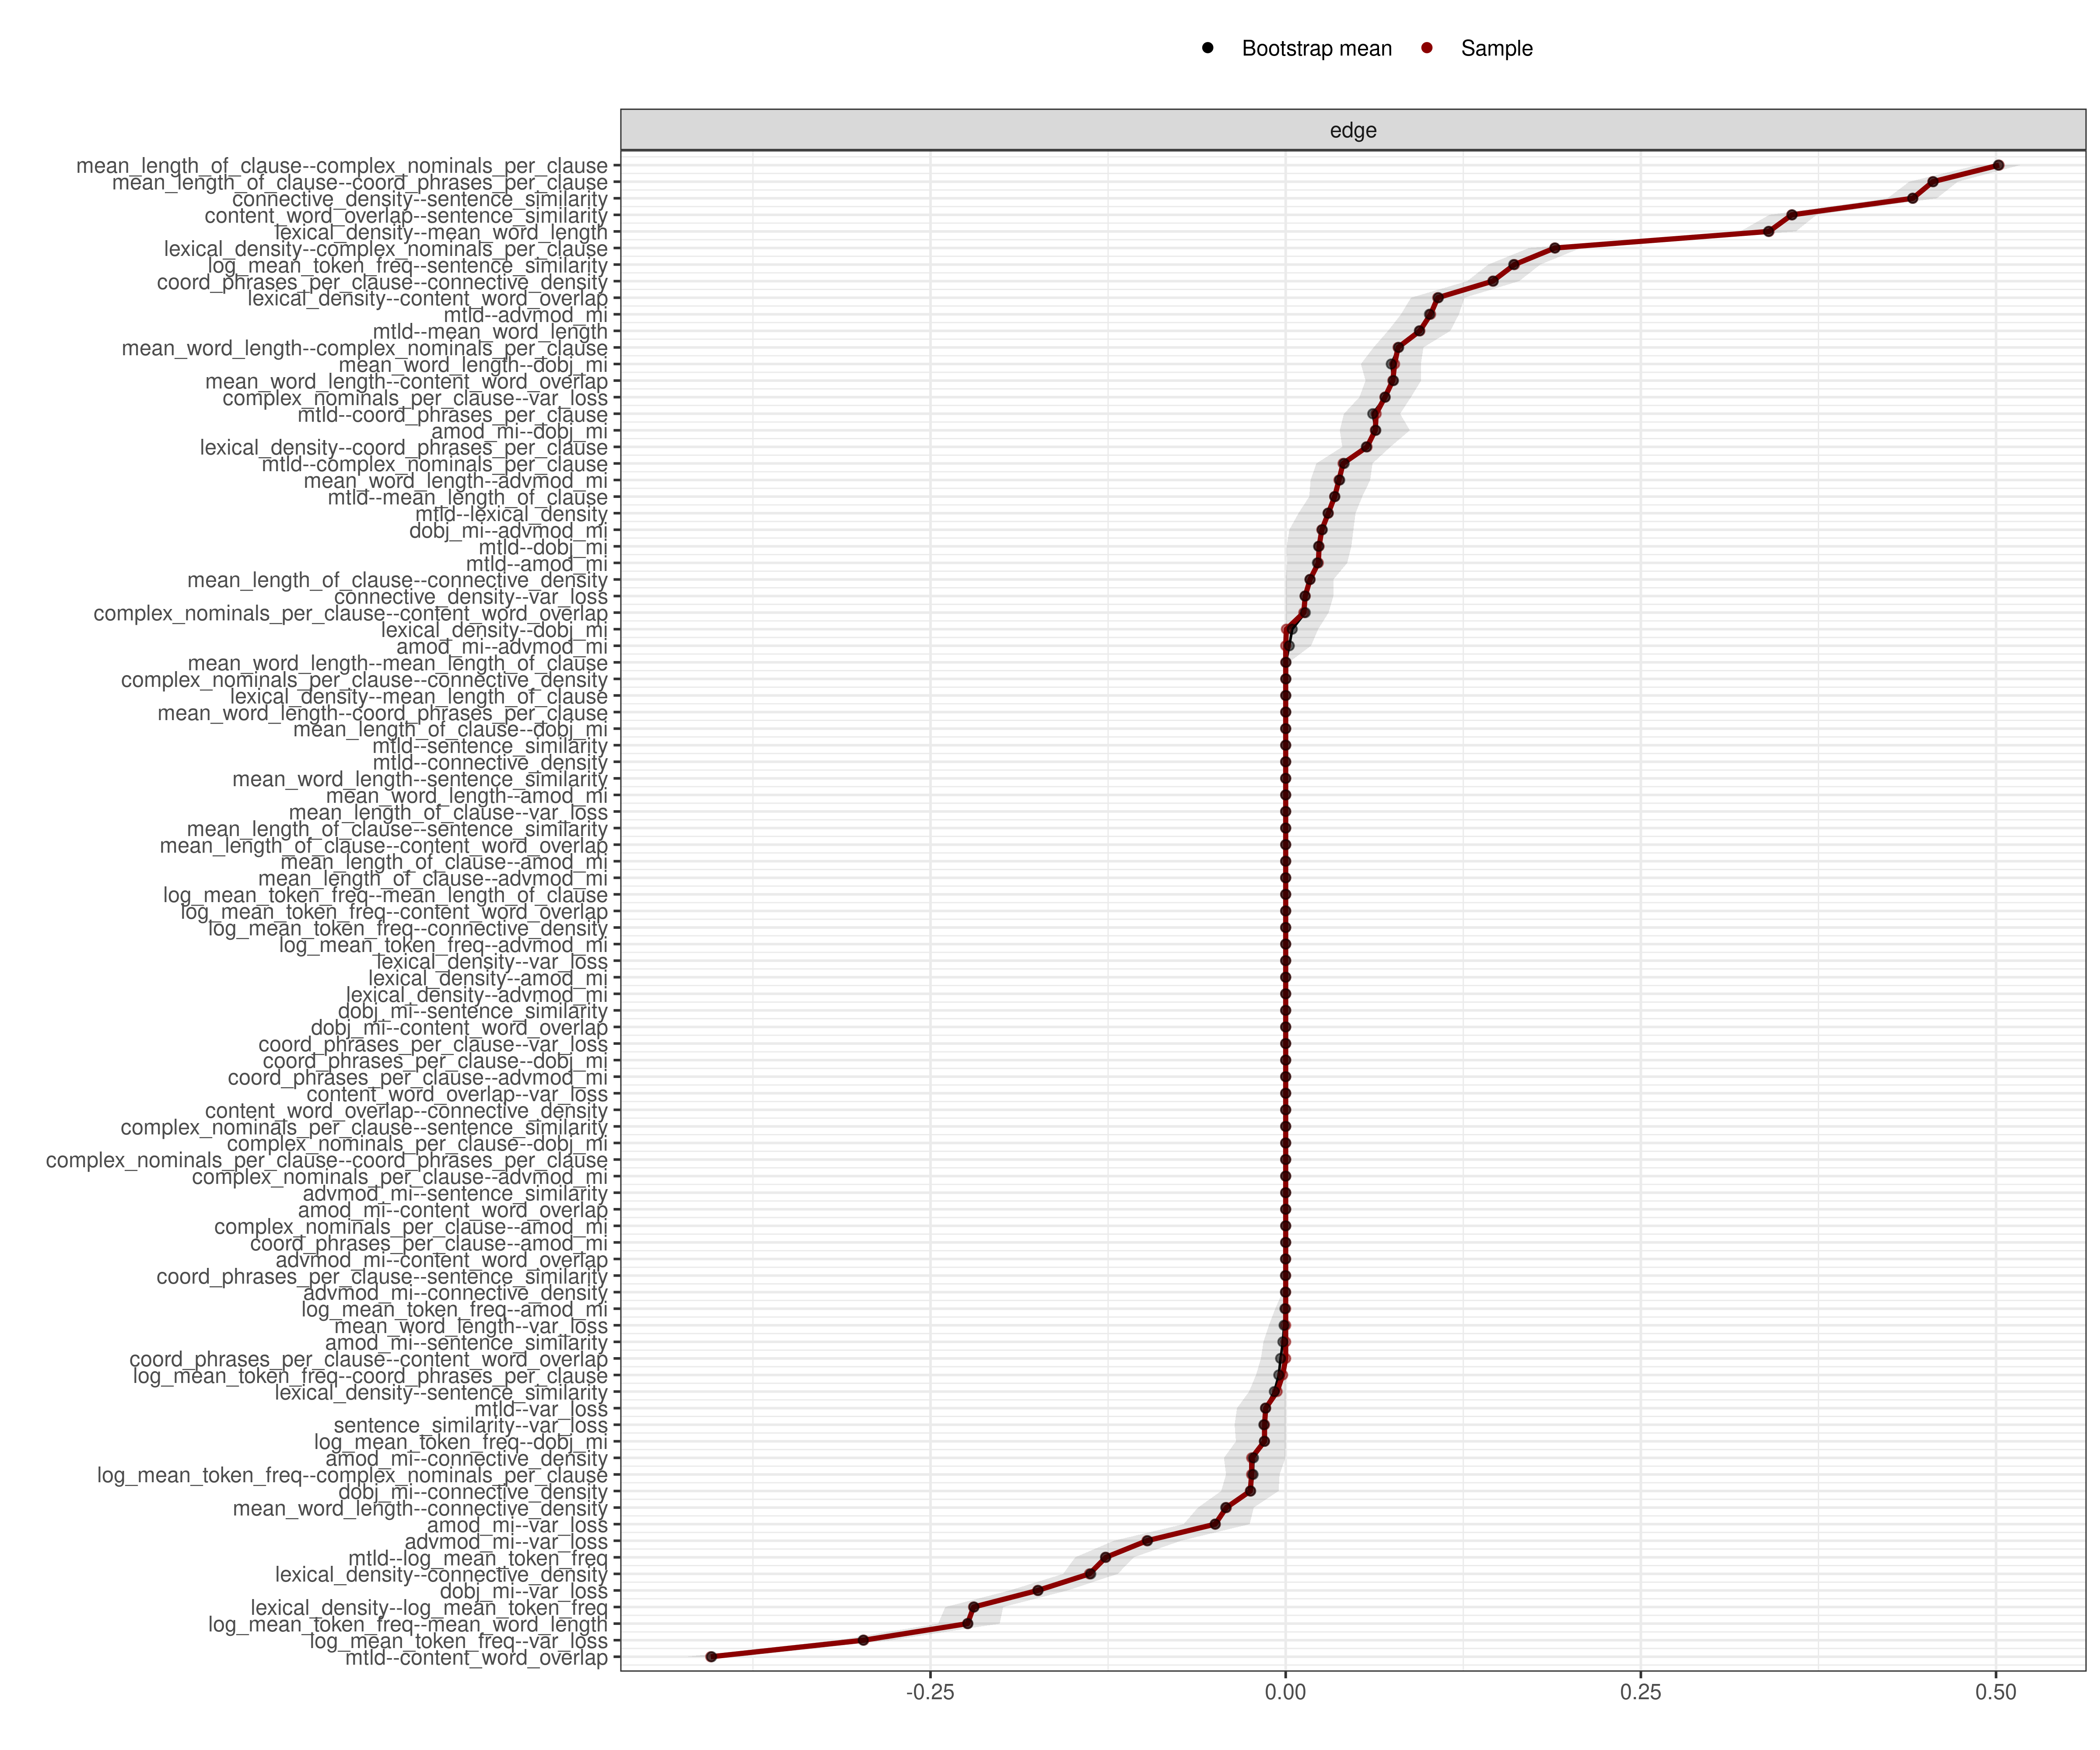 Bootstrap mean Sample
edge
mean_length_of_clause--complex_nominals_per_clause
mean_length_of_clause--coord_phrases_per_clause
connective_density--sentence_similarity
content_word_overlap--sentence_similarity
lexical_density--mean_word_length
lexical_density--complex_nominals_per_clause
log_mean_token_freq--sentence_similarity
coord_phrases_per_clause--connective_density
lexical_density--content_word_overlap
mtld--advmod_mi
mtld--mean_word_length
mean_word_length--complex_nominals_per_clause
mean_word_length--dobj_mi
mean_word_length--content_word_overlap
complex_nominals_per_clause--var_loss
mtld--coord_phrases_per_clause
amod_mi--dobj_mi
lexical_density--coord_phrases_per_clause
mtld--complex_nominals_per_clause
mean_word_length--advmod_mi
mtld--mean_length_of_clause
mtld--lexical_density
dobj_mi--advmod_mi
mtld--dobj_mi
mtld--amod_mi
mean_length_of_clause--connective_density
connective_density--var_loss
complex_nominals_per_clause--content_word_overlap
lexical_density--dobj_mi
amod_mi--advmod_mi
mean_word_length--mean_length_of_clause
complex_nominals_per_clause--connective_density
lexical_density--mean_length_of_clause
mean_word_length--coord_phrases_per_clause
mean_length_of_clause--dobj_mi
mtld--sentence_similarity
mtld--connective_density
mean_word_length--sentence_similarity
mean_word_length--amod_mi
mean_length_of_clause--var_loss
mean_length_of_clause--sentence_similarity
mean_length_of_clause--content_word_overlap
mean_length_of_clause--amod_mi
mean_length_of_clause--advmod_mi
log_mean_token_freq--mean_length_of_clause
log_mean_token_freq--content_word_overlap
log_mean_token_freq--connective_density
log_mean_token_freq--advmod_mi
lexical_density--var_loss
lexical_density--amod_mi
lexical_density--advmod_mi
dobj_mi--sentence_similarity
dobj_mi--content_word_overlap
coord_phrases_per_clause--var_loss
coord_phrases_per_clause--dobj_mi
coord_phrases_per_clause--advmod_mi
content_word_overlap--var_loss
content_word_overlap--connective_density
complex_nominals_per_clause--sentence_similarity
complex_nominals_per_clause--dobj_mi
complex_nominals_per_clause--coord_phrases_per_clause
complex_nominals_per_clause--advmod_mi
advmod_mi--sentence_similarity
amod_mi--content_word_overlap
complex_nominals_per_clause--amod_mi
coord_phrases_per_clause--amod_mi
advmod_mi--content_word_overlap
coord_phrases_per_clause--sentence_similarity
advmod_mi--connective_density
log_mean_token_freq--amod_mi
mean_word_length--var_loss
amod_mi--sentence_similarity
coord_phrases_per_clause--content_word_overlap
log_mean_token_freq--coord_phrases_per_clause
lexical_density--sentence_similarity
mtld--var_loss
sentence_similarity--var_loss
log_mean_token_freq--dobj_mi
amod_mi--connective_density
log_mean_token_freq--complex_nominals_per_clause
dobj_mi--connective_density
mean_word_length--connective_density
amod_mi--var_loss
advmod_mi--var_loss
mtld--log_mean_token_freq
lexical_density--connective_density
dobj_mi--var_loss
lexical_density--log_mean_token_freq
log_mean_token_freq--mean_word_length
log_mean_token_freq--var_loss
mtld--content_word_overlap
-0.25 0.00 0.25 0.50